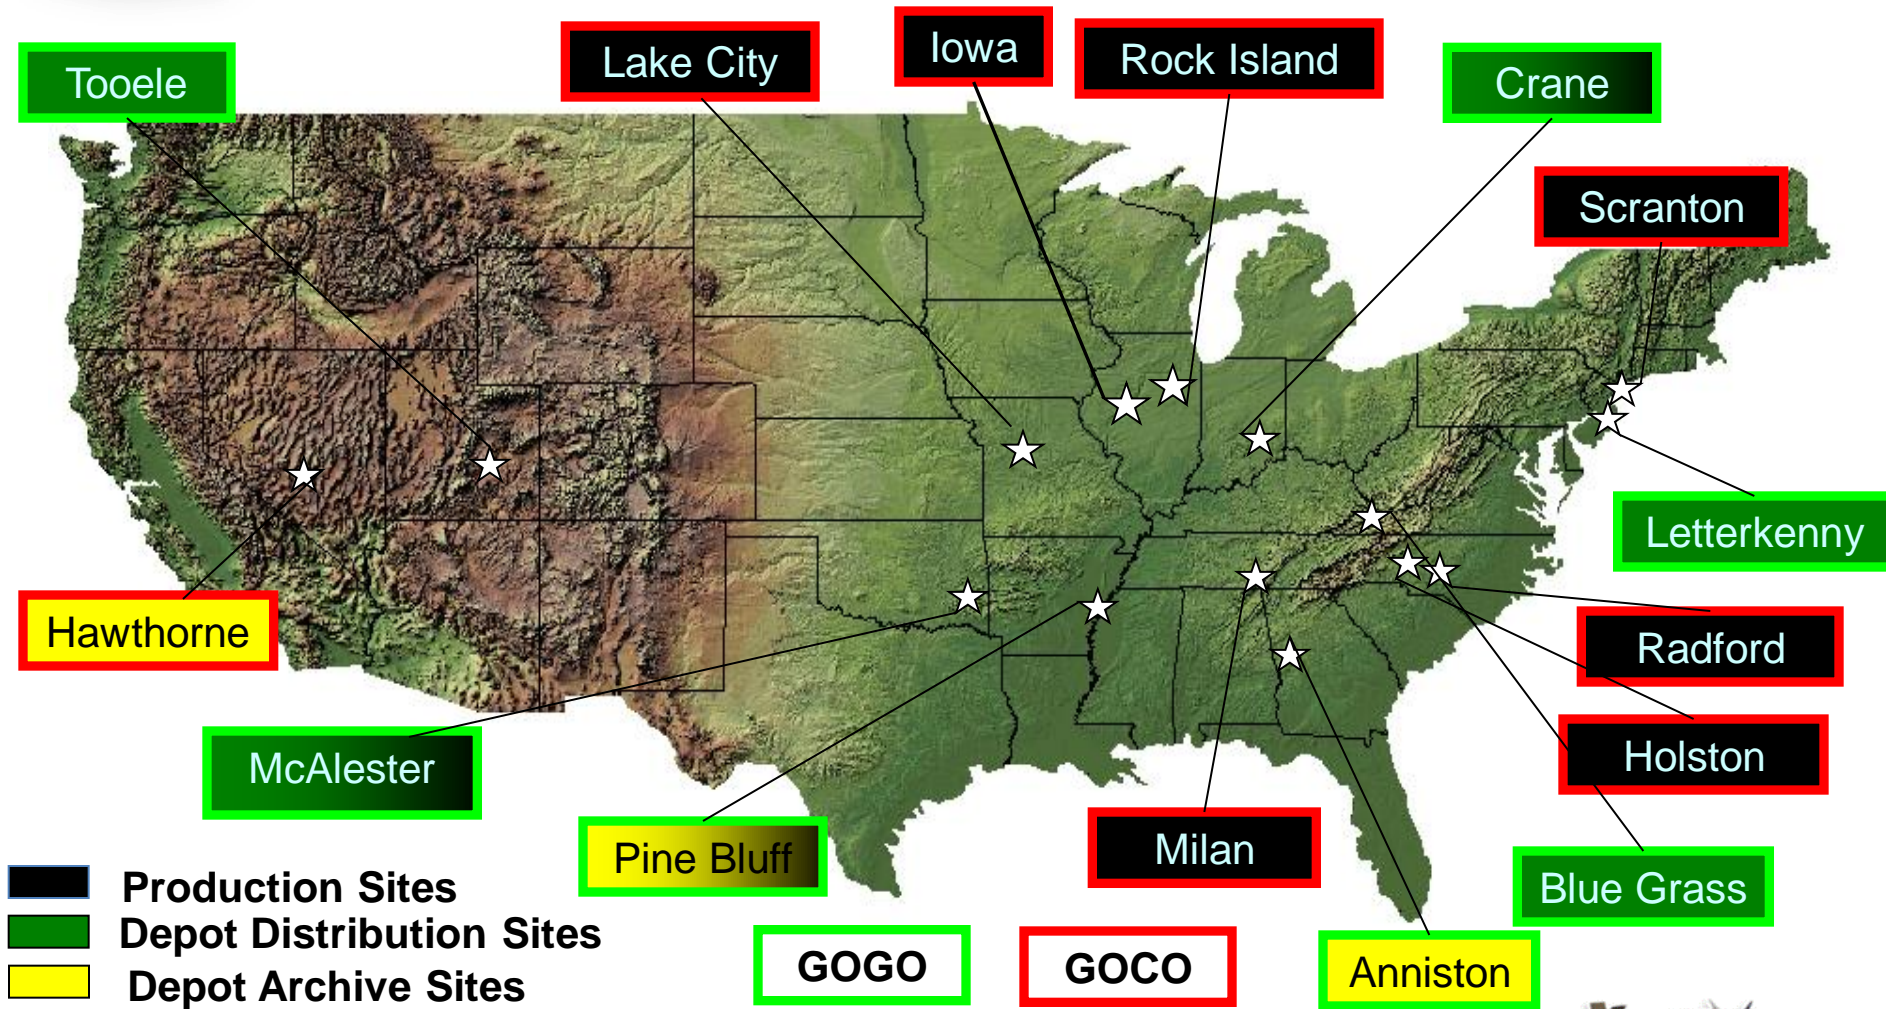 Iowa
Lake City
Rock Island
Tooele
Crane
Scranton
Letterkenny
Hawthorne
Radford
McAlester
Holston
Pine Bluff
Milan
Blue Grass
Production Sites
Depot Distribution Sites
Depot Archive Sites
GOGO
GOCO
Anniston